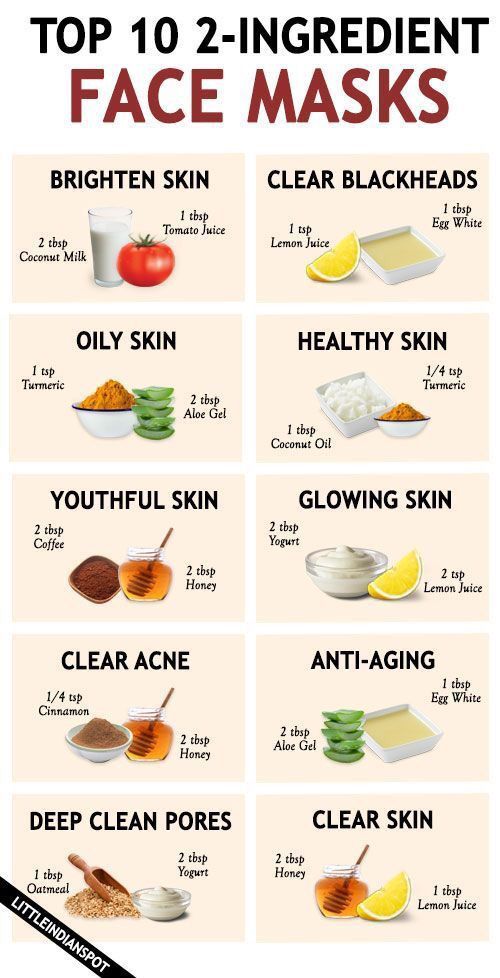 TOP 10 2-INGREDIENT
FACE MASKS
BRIGHTEN SKIN
2 tbsp
Coconut Milk
1 tbsp
Tomato Juice
CLEAR BLACKHEADS
1 tsp
Lemon Juice
1 tbsp
Egg White
OILY SKIN
1 tsp
Turmeric
2 tbsp
Aloe Gel
HEALTHY SKIN
1 tbsp
Coconut Oil
1/4 tsp
Turmeric
YOUTHFUL SKIN
2 tbsp
Coffee
2 tbsp
Honey
GLOWING SKIN
2 tbsp
Yogurt
2 tsp
Lemon Juice
CLEAR ACNE
1/4 tsp
Cinnamon
2 tbsp
Honey
ANTI-AGING
2 tbsp
Aloe Gel
1 tbsp
Egg White
DEEP CLEAN PORES
1 tbsp
Oatmeal
2 tbsp
Yogurt
CLEAR SKIN
2 tbsp
Honey
1 tbsp
Lemon Juice
LITTLEINDIANSPOT